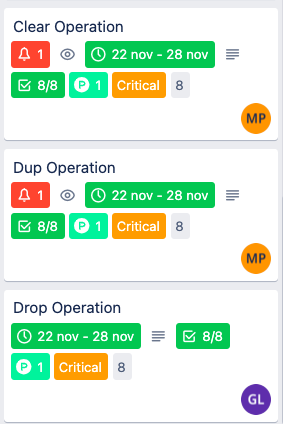 Clear Operation
1 22 nov - 28 nov
8/8 P 1 Critical 8
MP
Dup Operation
1 22 nov - 28 nov
8/8 P 1 Critical 8
MP
Drop Operation
22 nov - 28 nov 8/8
P 1 Critical 8
GL